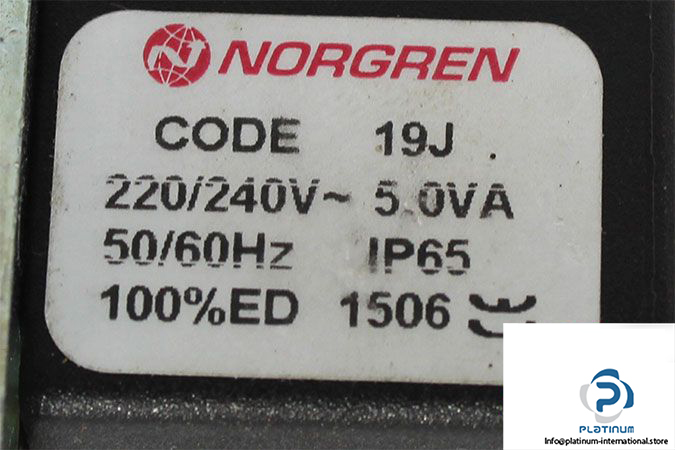 NORGREN
CODE 19J
220/240V~ 5.0VA
50/60Hz IP65
100%ED 1506
PLATINUM
Info@platinum-international.store